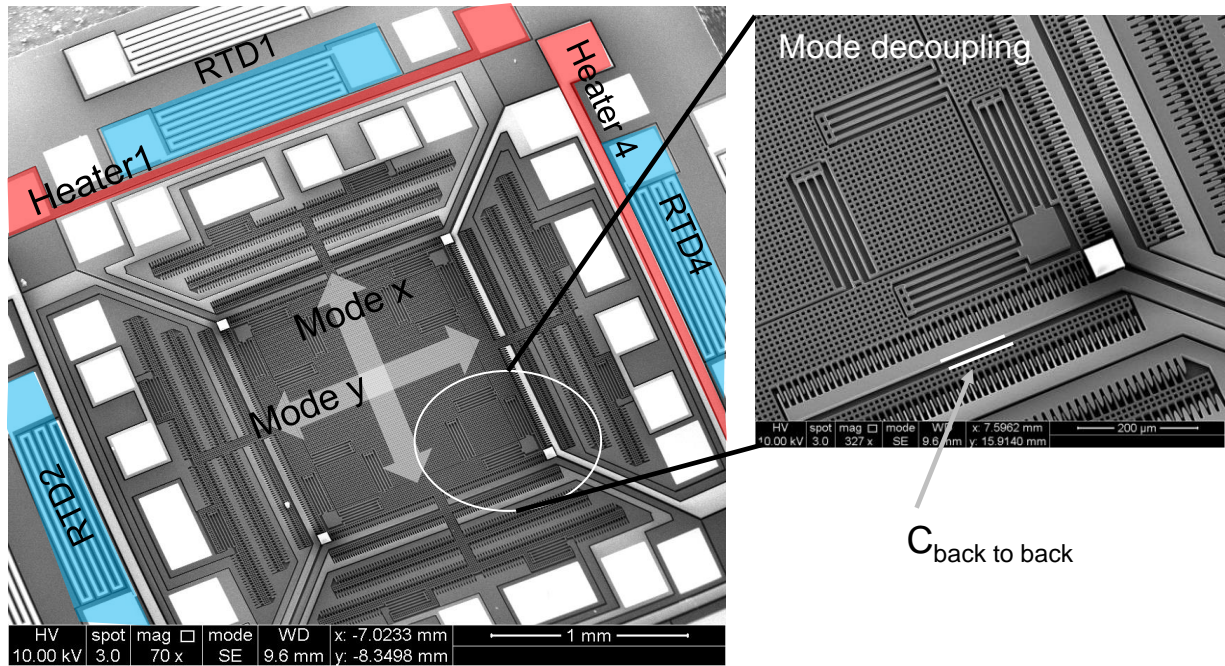 RTD1
Heater1
Heater 4
RTD4
RTD2
Mode x
Mode y
HV spot mag mode WD x: -7.0233 mm
10.00 kV 3.0 70 x SE 9.6 mm y: -8.3498 mm
1 mm
Mode decoupling
HV spot mag mode WD x: 7.5962 mm
10.00 kV 3.0 327 x SE 9.6 mm y: 15.9140 mm
200 µm
C back to back